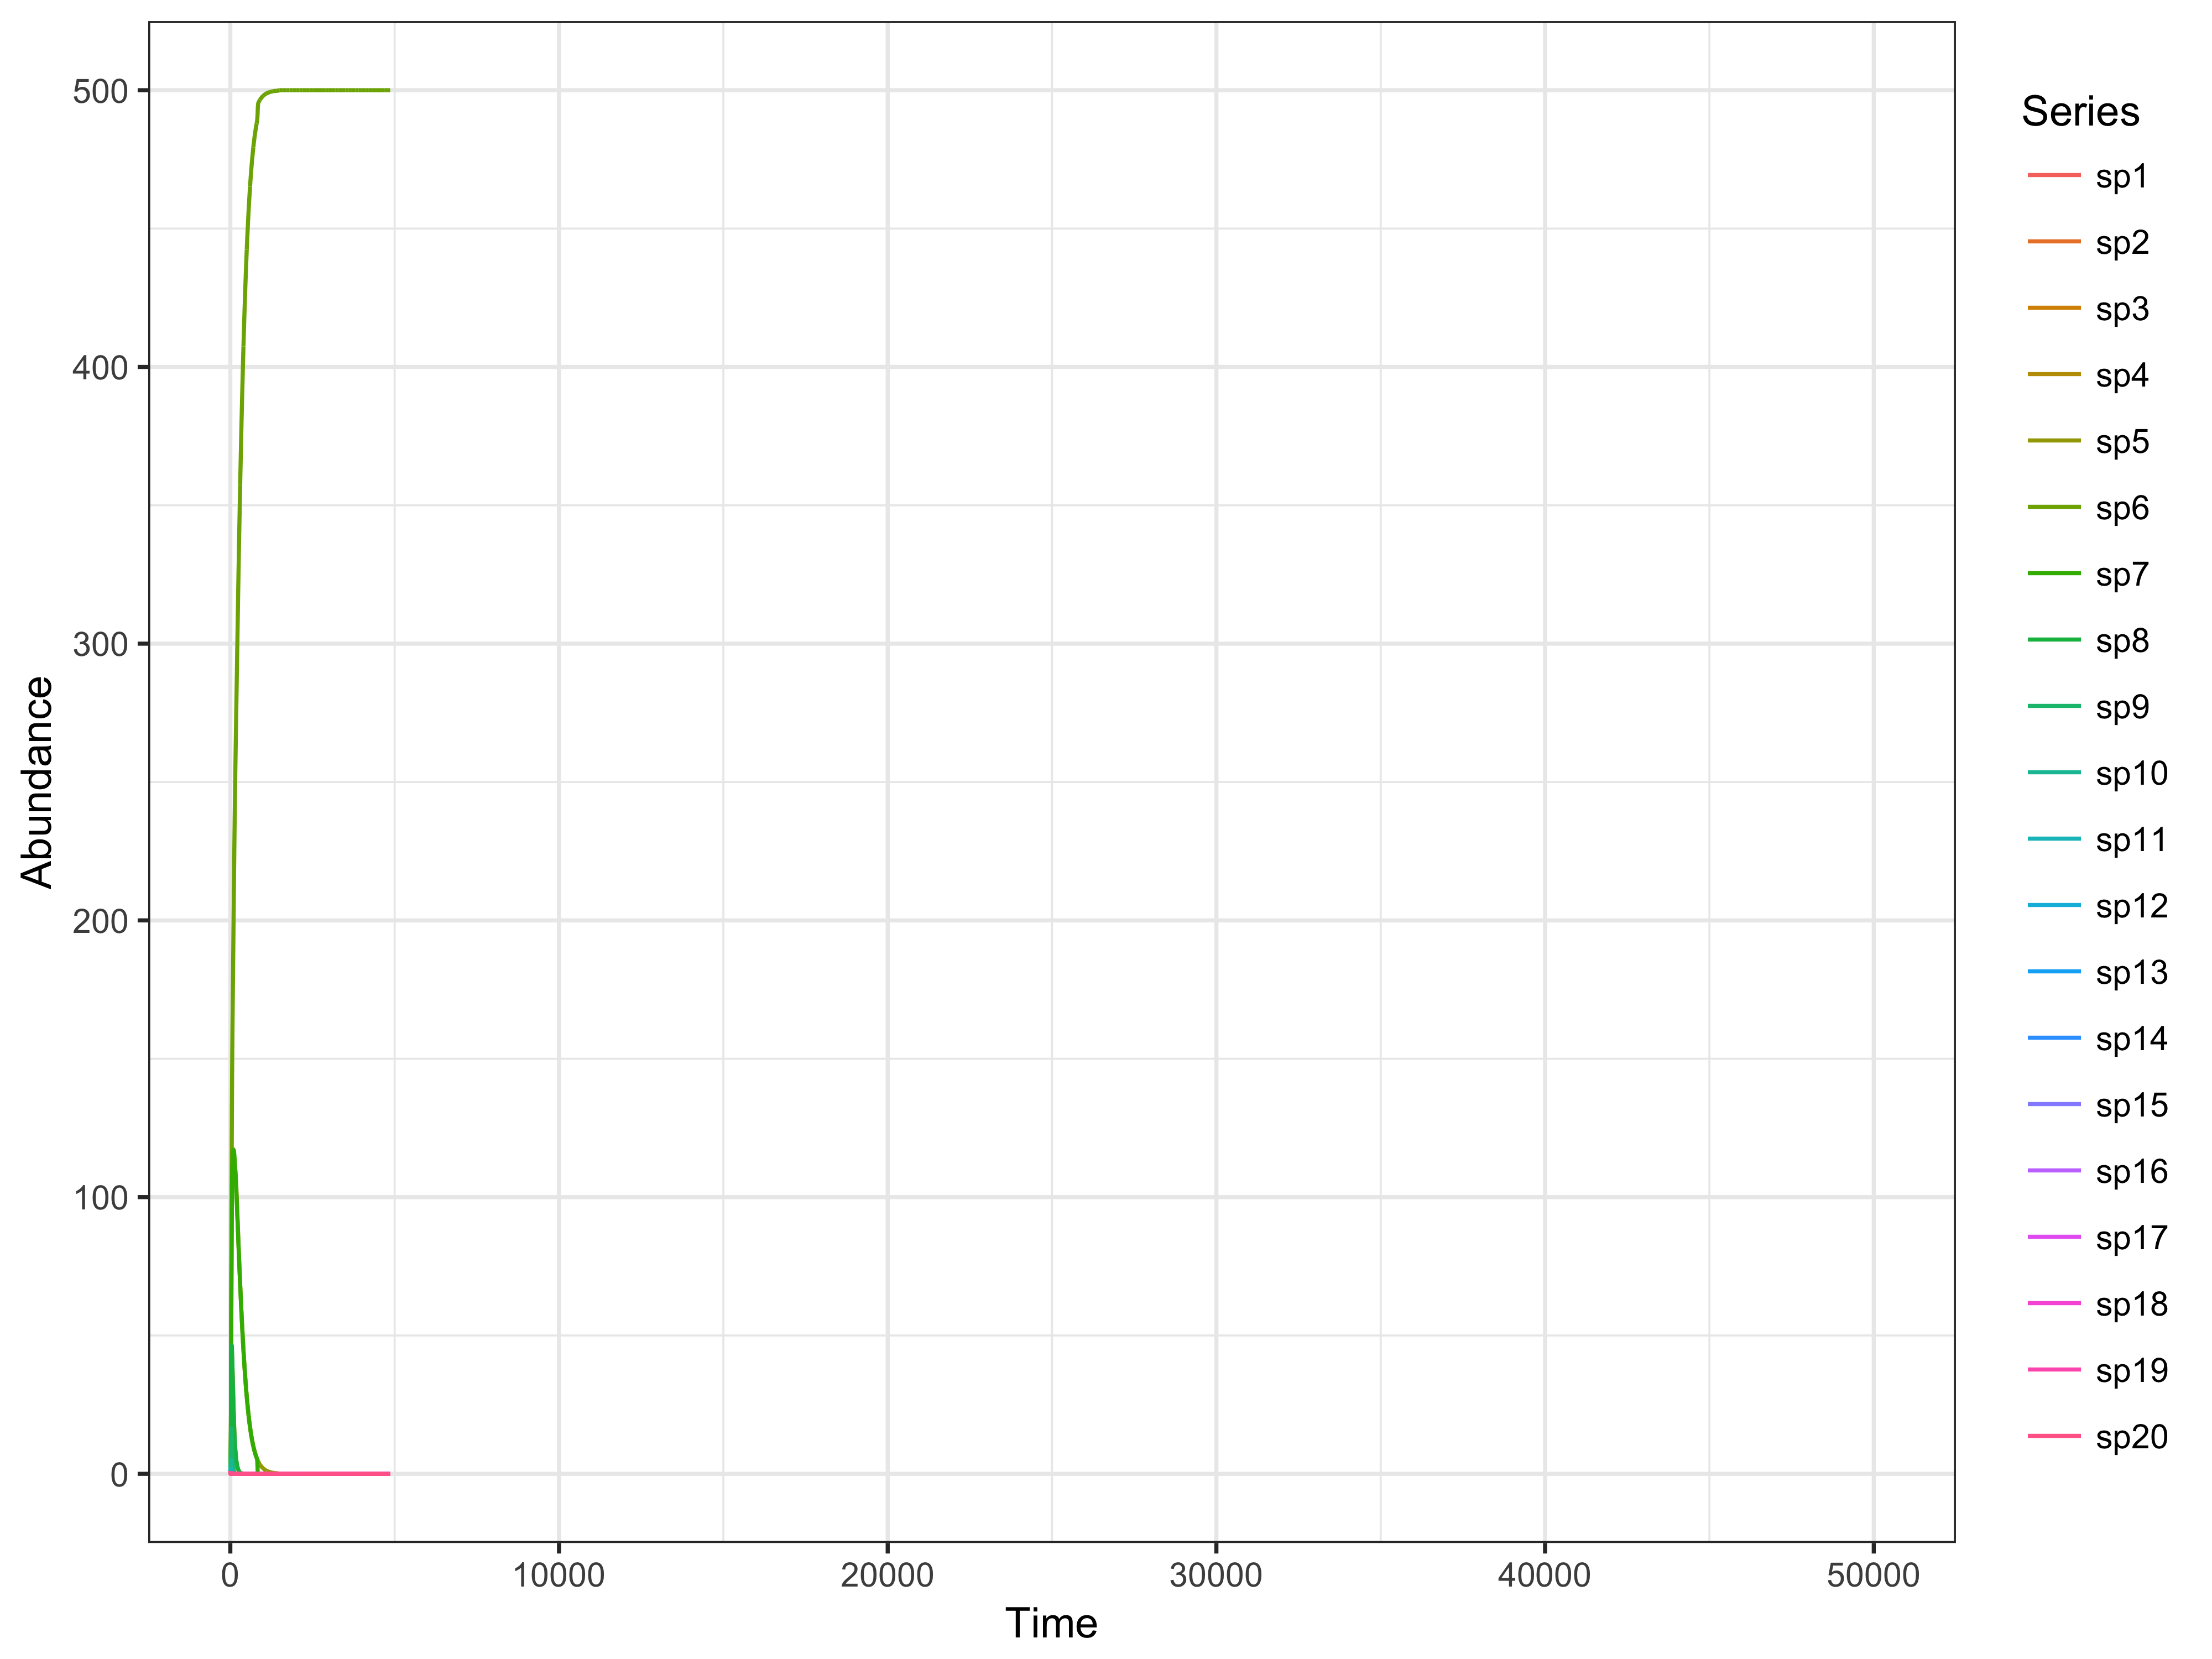 500
400
300
200
100
0
Abundance
0 10000 20000 30000 40000 50000
Time
Series
sp1
sp2
sp3
sp4
sp5
sp6
sp7
sp8
sp9
sp10
sp11
sp12
sp13
sp14
sp15
sp16
sp17
sp18
sp19
sp20